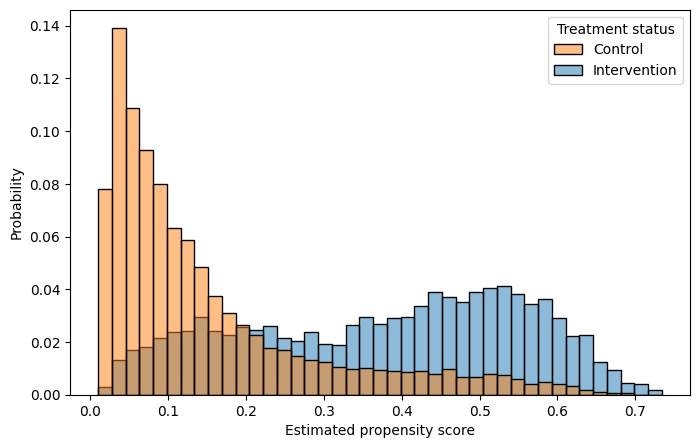 Treatment status
Control
Intervention
Probability
0.14
0.12
0.10
0.08
0.06
0.04
0.02
0.00
0.0 0.1 0.2 0.3 0.4 0.5 0.6 0.7
Estimated propensity score